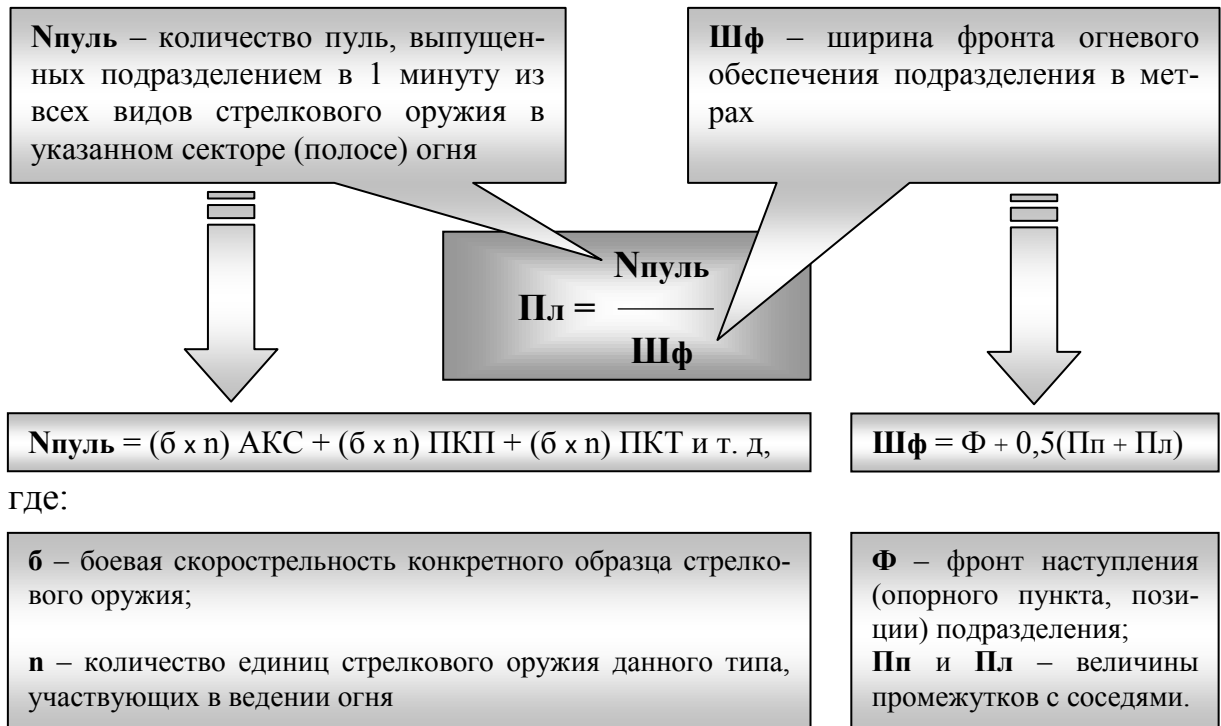 Nпуль – количество пуль, выпущен-
ных подразделением в 1 минуту из
всех видов стрелкового оружия в
указанном секторе (полосе) огня
Шф – ширина фронта огневого
обеспечения подразделения в мет-
рах
Nпуль
Пл =
Шф
Nпуль = (б x n) АКС + (б x n) ПКП + (б x n) ПКТ и т. д,
Шф = Ф + 0,5(Пп + Пл)
где:
б – боевая скорострельность конкретного образца стрелко-
вого оружия;
n – количество единиц стрелкового оружия данного типа,
участвующих в ведении огня
Ф – фронт наступления
(опорного пункта, пози-
ции) подразделения;
Пп и Пл – величины
промежутков с соседями.